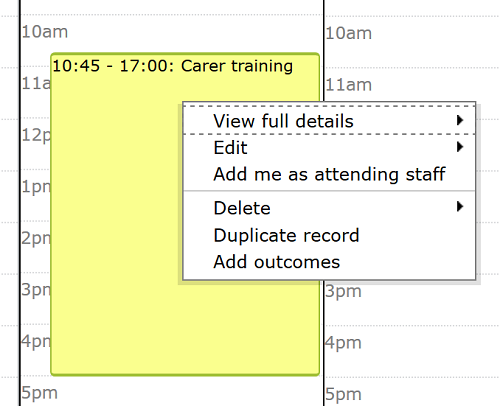 10am
10am
10:45 - 17:00: Carer training
11a
11am
View full details
12p
Edit
Add me as attending staff
1pm
Delete
Duplicate record
2pm
Add outcomes
3pm
3pm
4pm
4pm
5pm
5pm